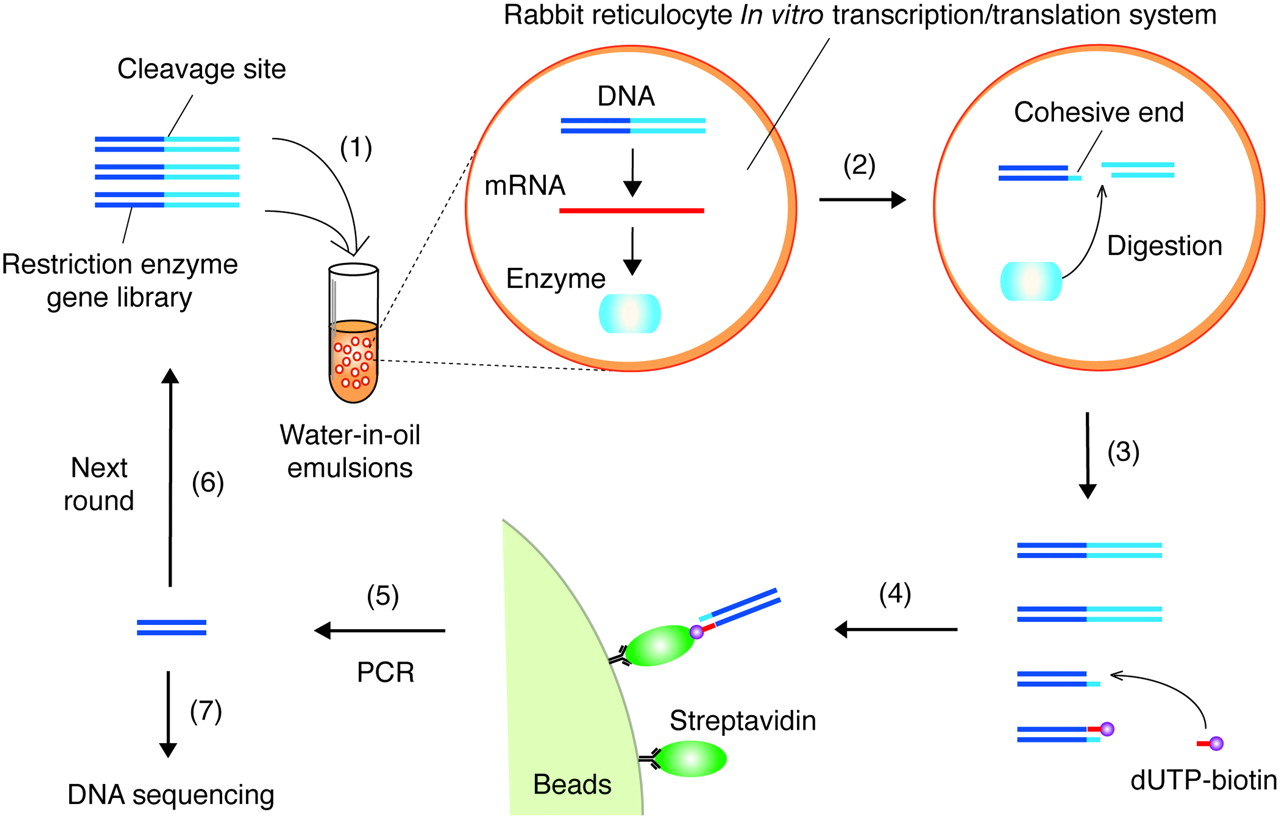 Rabbit reticulocyte In vitro transcription/translation system
Cleavage site
(1)
Restriction enzyme
gene library
Water-in-oil
emulsions
DNA
mRNA
Enzyme
(2)
Cohesive end
Digestion
(3)
dUTP-biotin
(4)
Streptavidin
Beads
(5)
PCR
Next
round
(6)
(7)
DNA sequencing